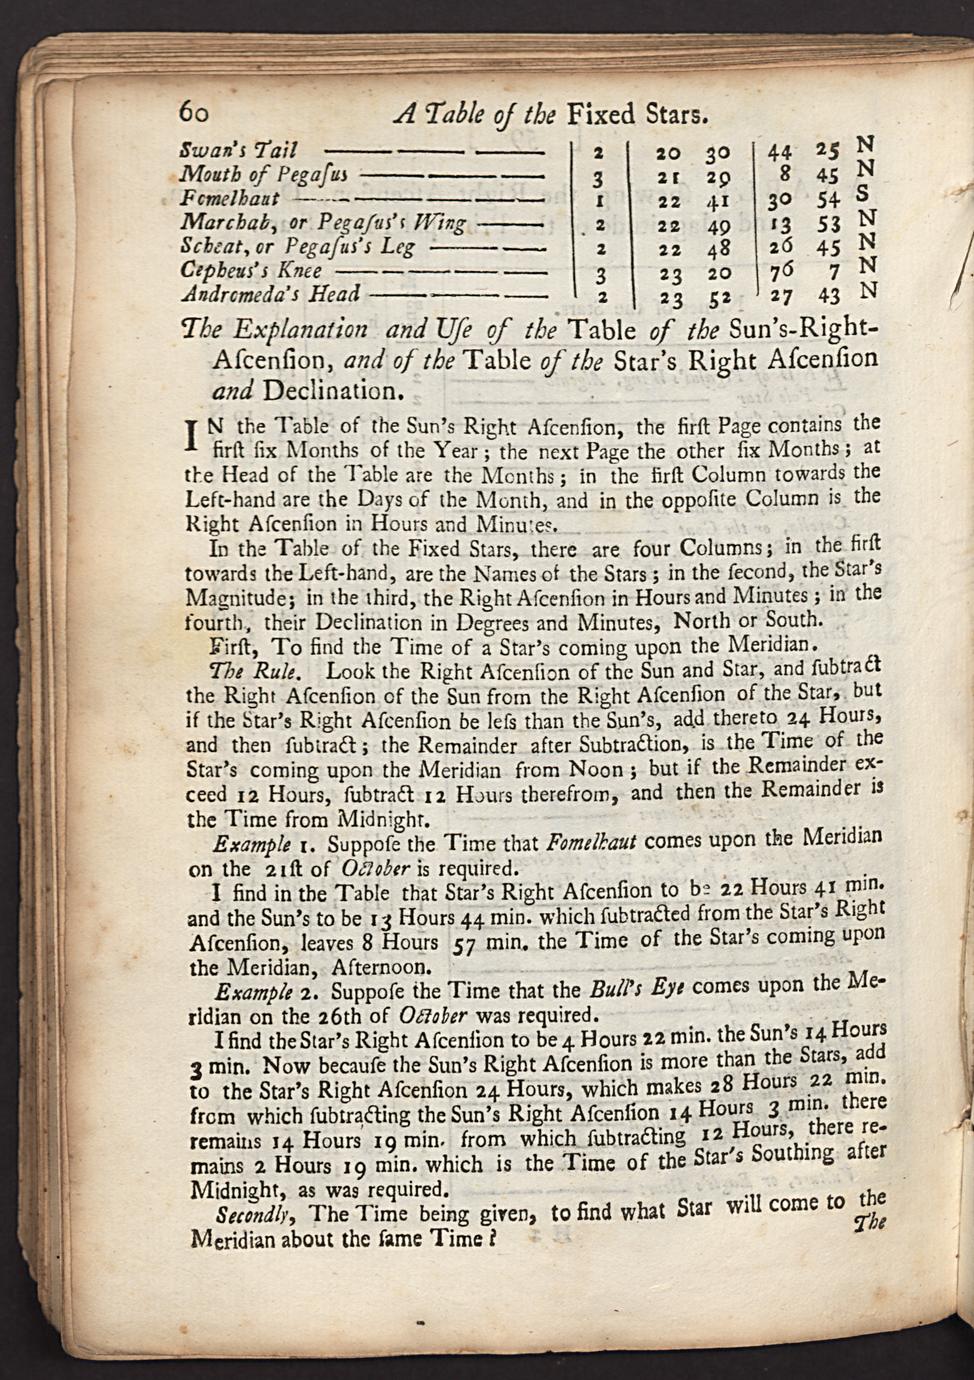 60 A Table of the Fixed Stars.
Swan's Tail 2 20 30 44 25 N
Mouth of Pegaſus 3 21 29 8 45 N
Fomelhaut 1 22 41 30 54 S
Marchab, or Pegaſus's Wing 2 22 49 13 53 N
Scheat, or Pegaſus's Leg 2 22 48 26 45 N
Cepheus's Knee 3 23 20 76 7 N
Andromeda's Head 2 23 52 27 43 N
The Explanation and Uſe of the Table of the Sun's-Right-
Aſcenſion, and of the Table of the Star's Right Aſcenſion
and Declination.
IN the Table of the Sun's Right Aſcenſion, the firſt Page contains the
firſt ſix Months of the Year; the next Page the other ſix Months; at
the Head of the Table are the Months; in the firſt Column towards the
Left-hand are the Days of the Month, and in the oppoſite Column is the
Right Aſcenſion in Hours and Minutes.
In the Table of the Fixed Stars, there are four Columns; in the firſt
towards the Left-hand, are the Names of the Stars; in the ſecond, the Star's
Magnitude; in the third, the Right Aſcenſion in Hours and Minutes; in the
fourth, their Declination in Degrees and Minutes, North or South.
Firſt, To find the Time of a Star's coming upon the Meridian.
The Rule. Look the Right Aſcenſion of the Sun and Star, and ſubtract
the Right Aſcenſion of the Sun from the Right Aſcenſion of the Star, but
if the Star's Right Aſcenſion be leſs than the Sun's, add thereto 24 Hours,
and then ſubtract; the Remainder after Subtraction, is the Time of the
Star's coming upon the Meridian from Noon; but if the Remainder ex-
ceed 12 Hours, ſubtract 12 Hours therefrom, and then the Remainder is
the Time from Midnight.
Example 1. Suppoſe the Time that Fomelhaut comes upon the Meridian
on the 21ſt of October is required.
I find in the Table that Star's Right Aſcenſion to be 22 Hours 41 min.
and the Sun's to be 13 Hours 44 min. which ſubtracted from the Star's Right
Aſcenſion, leaves 8 Hours 57 min. the Time of the Star's coming upon
the Meridian, Afternoon.
Example 2. Suppoſe the Time that the Bull's Eye comes upon the Me-
ridian on the 26th of October was required.
I find the Star's Right Aſcenſion to be 4 Hours 22 min. the Sun's 14 Hours
3 min. Now becauſe the Sun's Right Aſcenſion is more than the Stars, add
to the Star's Right Aſcenſion 24 Hours, which makes 28 Hours 22 min.
from which ſubtracting the Sun's Right Aſcenſion 14 Hours 3 min. there
remains 14 Hours 19 min. from which ſubtracting 12 Hours, there re-
mains 2 Hours 19 min. which is the Time of the Star's Southing after
Midnight, as was required.
Secondly, The Time being given, to find what Star will come to the
Meridian about the ſame Time?
The